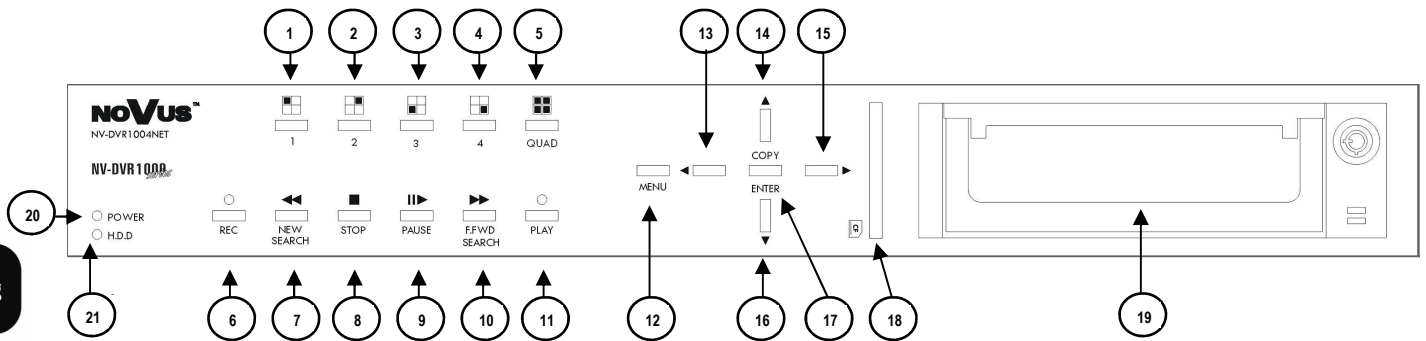 1 2 3 4 5 13 14 15
NOVUS™
NV-DVR1004NET
1 2 3 4 QUAD
COPY
NV-DVR1000 series
MENU ENTER
20 POWER
H.D.D
REC NEW SEARCH STOP PAUSE F.FWD SEARCH PLAY
CF
21 6 7 8 9 10 11 12 16 17 18 19